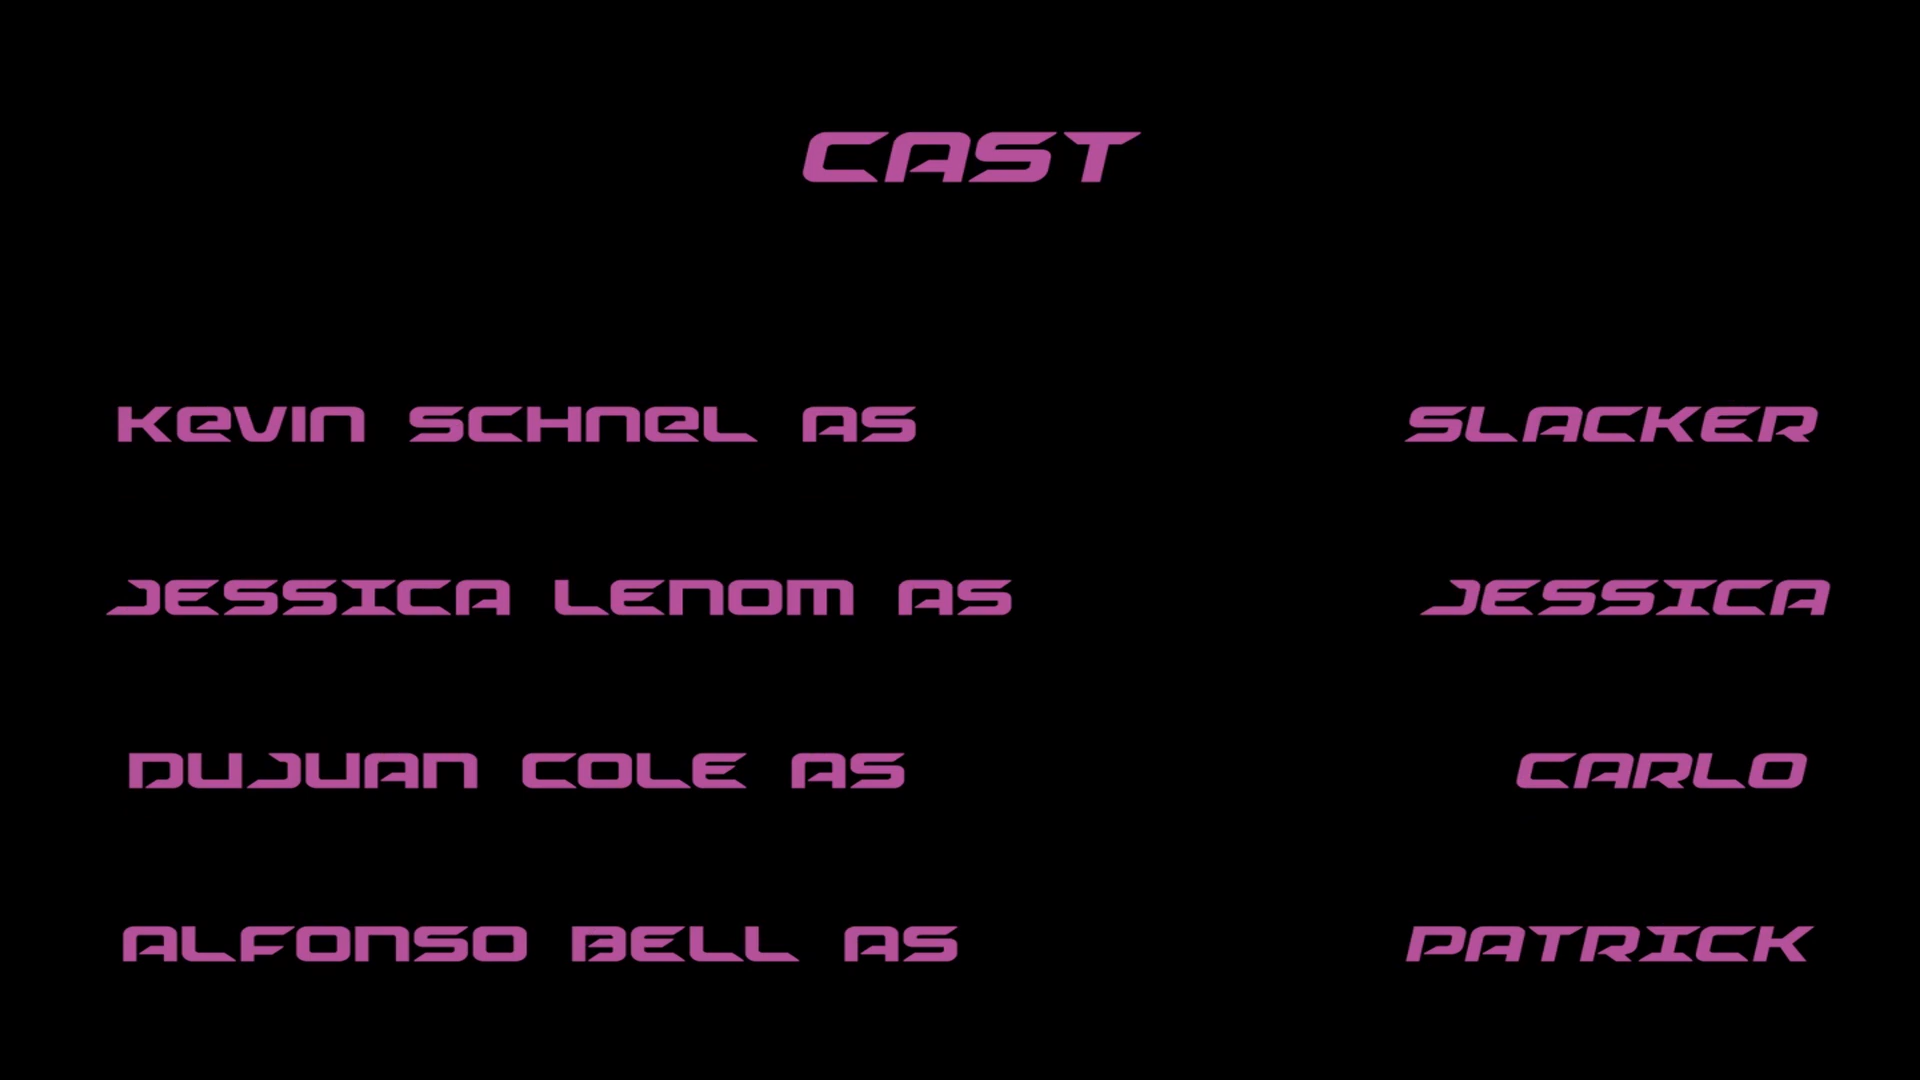 CAST
KEVIN SCHNEL AS SLACKER
JESSICA LENOM AS JESSICA
DUJUAN COLE AS CARLO
ALFONSO BELL AS PATRICK